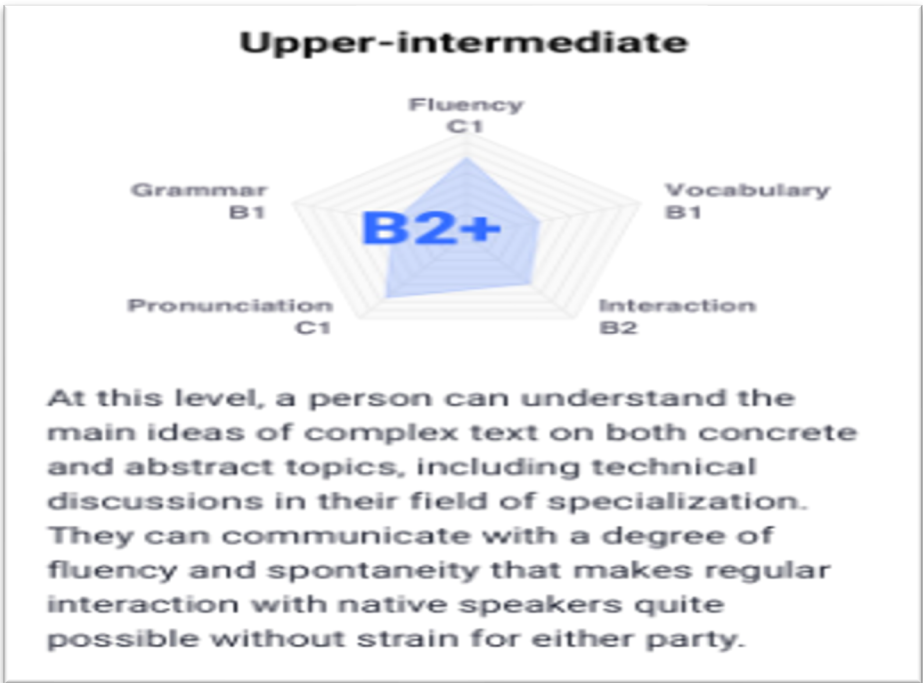 Upper-intermediate
Fluency
C1
Grammar
B1
Vocabulary
B1
B2+
Pronunciation
C1
Interaction
B2
At this level, a person can understand the
main ideas of complex text on both concrete
and abstract topics, including technical
discussions in their field of specialization.
They can communicate with a degree of
fluency and spontaneity that makes regular
interaction with native speakers quite
possible without strain for either party.